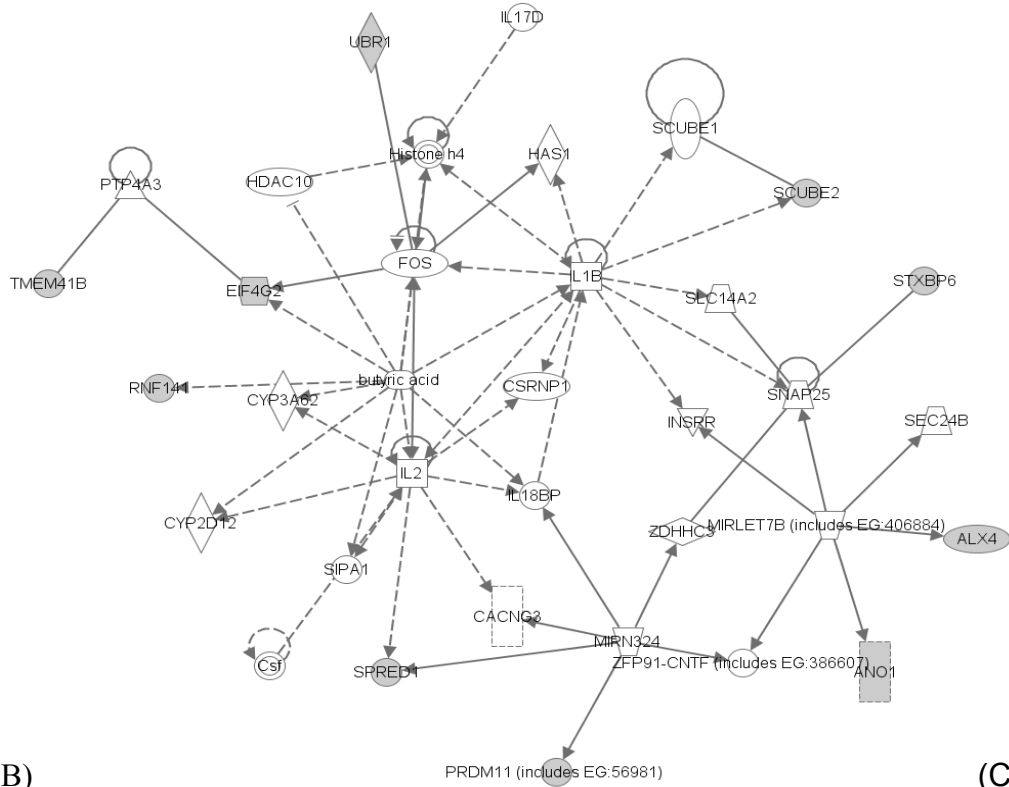 IL17D
UBR1
SCUBE1
Histone h4
HAS1
HDAC10
PTP4A3
SCUBE2
FOS
IL1B
TMEM41B
EIF4G2
SLC14A2
STXBP6
butyric acid
RNF141
CYP3A62
CSRNP1
SNAP25
INSRR
SEC24B
IL2
IL18BP
CYP2D12
ZDHHC3
MIRLET7B (includes EG:406884)
ALX4
SIPA1
CACNG3
MIRN324
Csf
SPRED1
ZFP91-CNTF (includes EG:386607)
ANO1
PRDM11 (includes EG:56981)
B)
(C